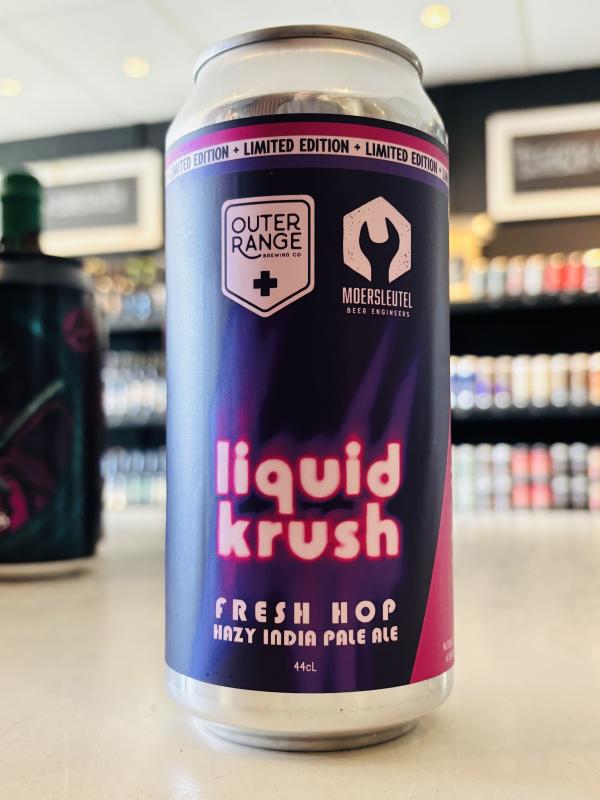 LIMITED EDITION + LIMITED EDITION + LIMITED EDITION +
OUTER
RANGE
BREWING CO
MOERSLEUTEL
BEER ENGINEERS
liquid
krush
FRESH HOP
HAZY INDIA PALE ALE
44cL